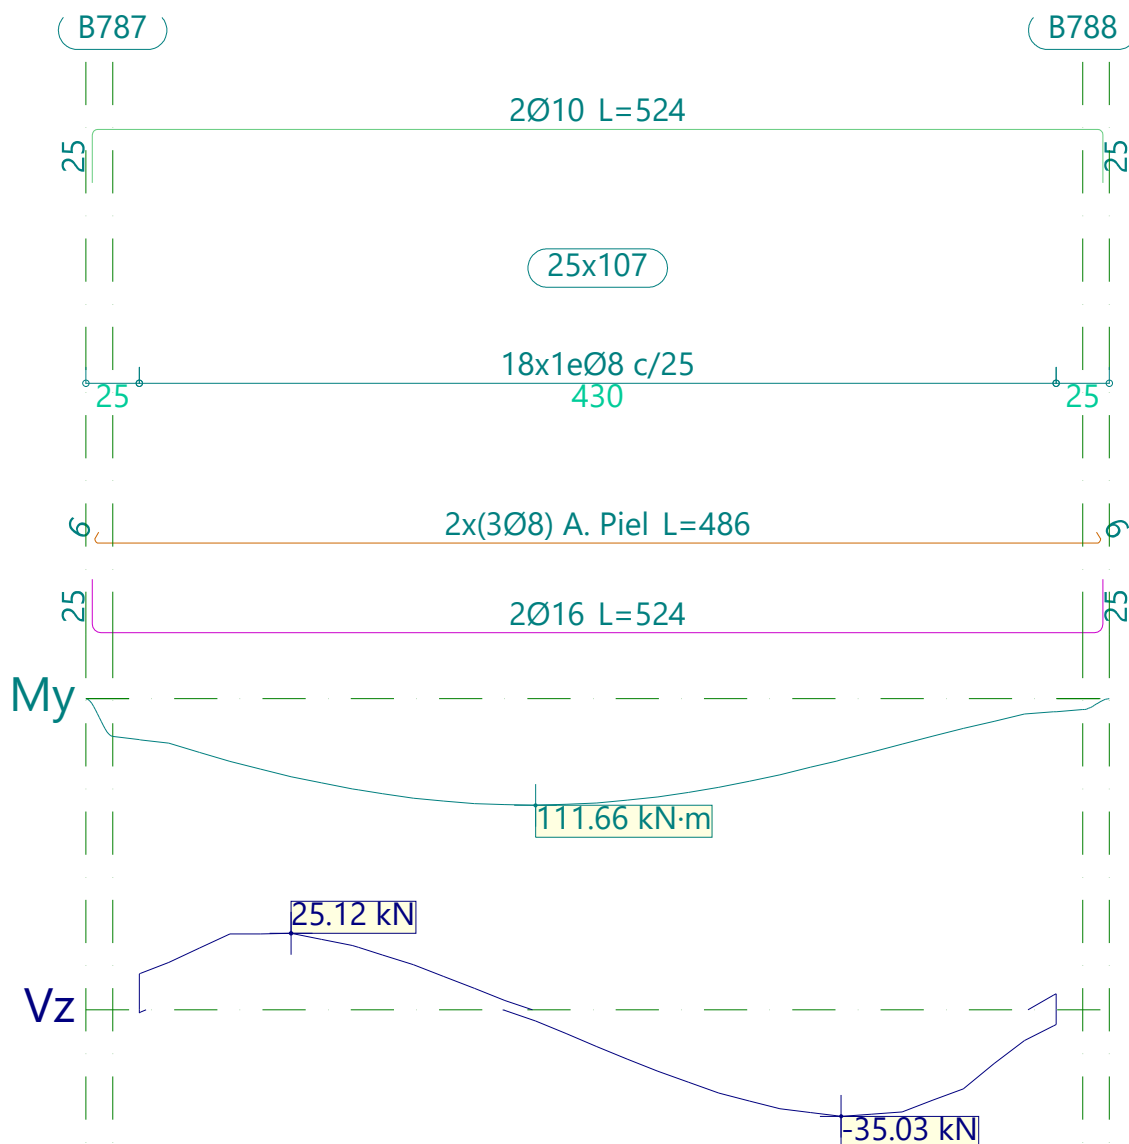 B787
B788
2Ø10 L=524
25
25
25x107
18x1eØ8 c/25
25
430
25
2x(3Ø8) A. Piel L=486
6
6
25
2Ø16 L=524
25
My
111.66 kN·m
25.12 kN
Vz
-35.03 kN